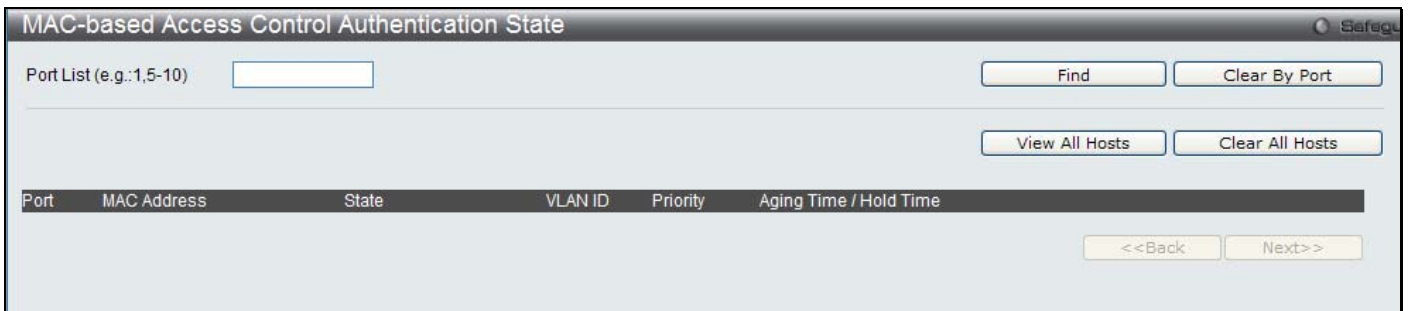 MAC-based Access Control Authentication State
Port List (e.g.:1,5-10)
Find
Clear By Port
View All Hosts
Clear All Hosts
Port MAC Address State VLAN ID Priority Aging Time / Hold Time
<<Back
Next>>